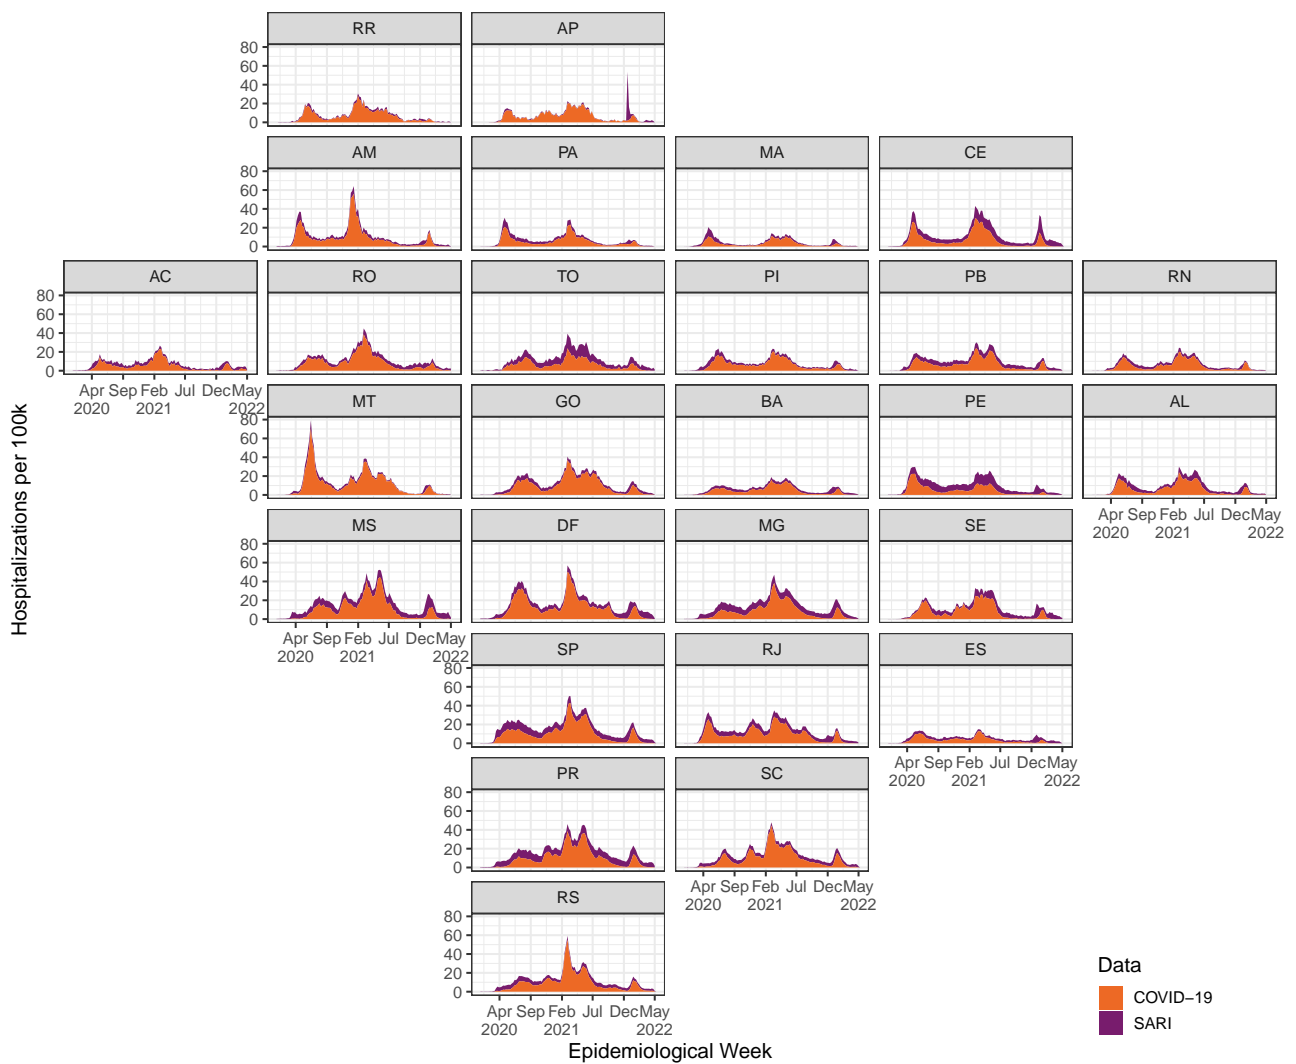 RR AP
80
60
40
20
0
AM PA MA CE
80
60
40
20
0
AC RO TO PI PB RN
80
60
40
20
0
Apr Sep Feb Jul Dec May
2020 2021 2022
MT GO BA PE AL
80
60
40
20
0
Apr Sep Feb Jul Dec May
2020 2021 2022
MS DF MG SE
80
60
40
20
0
Apr Sep Feb Jul Dec May
2020 2021 2022
SP RJ ES
80
60
40
20
0
Apr Sep Feb Jul Dec May
2020 2021 2022
PR SC
80
60
40
20
0
Apr Sep Feb Jul Dec May
2020 2021 2022
RS
80
60
40
20
0
Apr Sep Feb Jul Dec May
2020 2021 2022
Hospitalizations per 100k
Epidemiological Week
Data
COVID−19
SARI